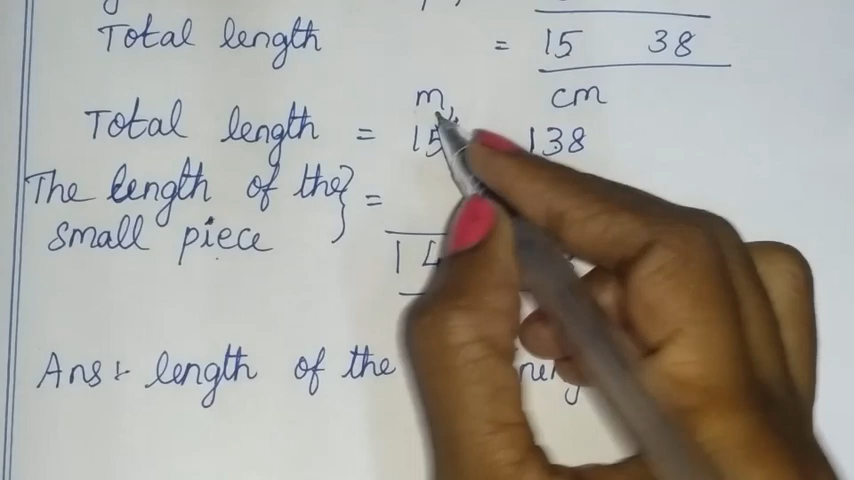 Total length = 15 38
m cm
Total length = 15 138
The length of the } =
small piece
14
Ans: length of the